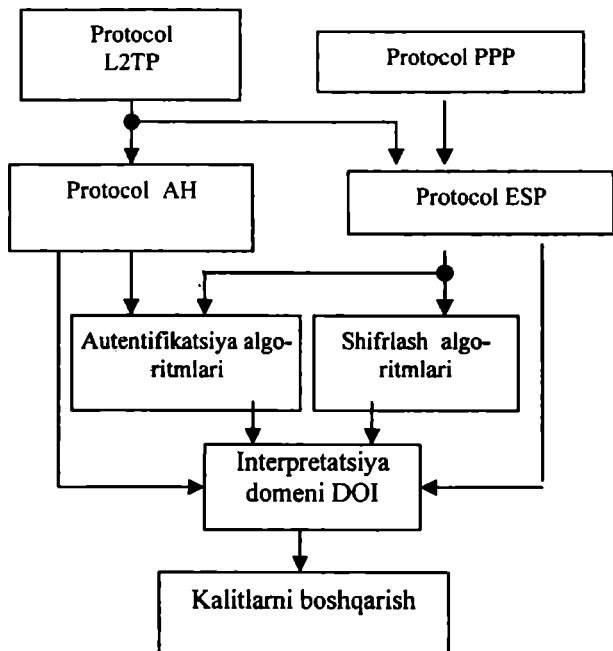 Protocol
L2TP
Protocol PPP
Protocol AH
Protocol ESP
Autentifikatsiya algo-
ritmlari
Shifrlash algo-
ritmlari
Interpretatsiya
domeni DOI
Kalitlarni boshqarish